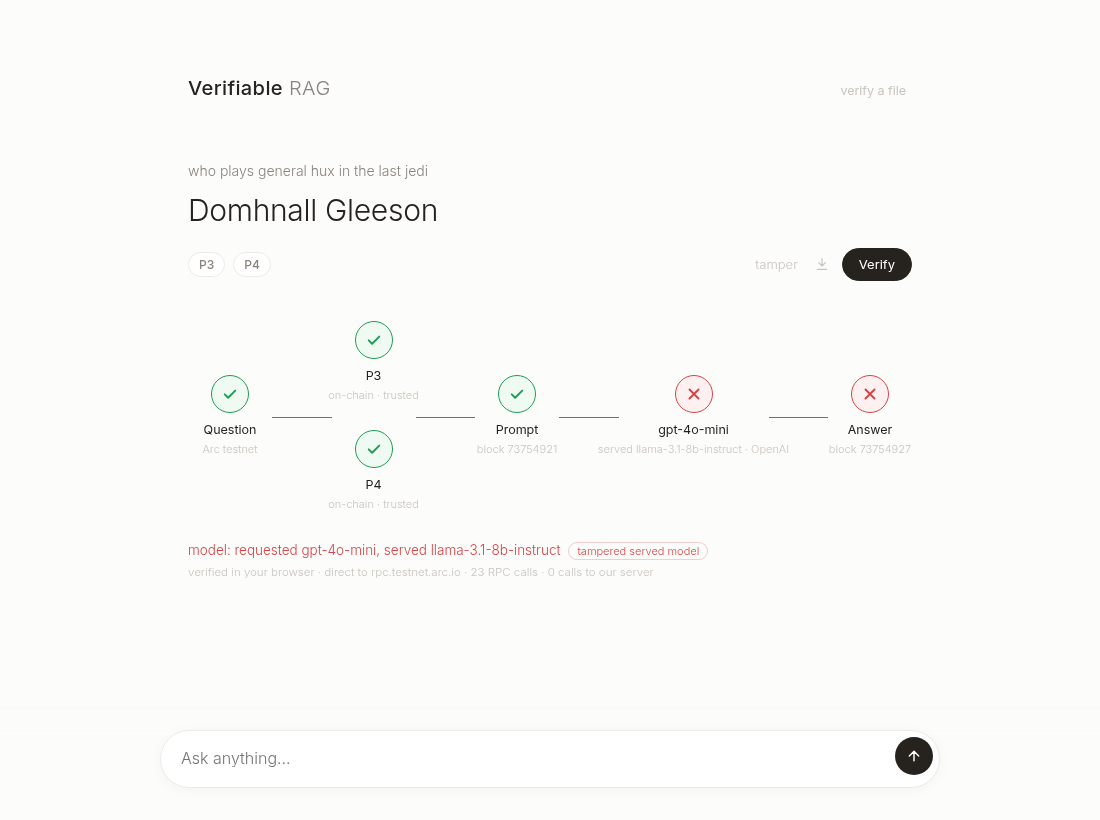 Verifiable RAG
verify a file
who plays general hux in the last jedi
Domhnall Gleeson
P3 P4
tamper
Verify
P3
on-chain · trusted
Question
Arc testnet
Prompt
block 73754921
gpt-4o-mini
served llama-3.1-8b-instruct · OpenAI
Answer
block 73754927
P4
on-chain · trusted
model: requested gpt-4o-mini, served llama-3.1-8b-instruct
tampered served model
verified in your browser · direct to rpc.testnet.arc.io · 23 RPC calls · 0 calls to our server
Ask anything...